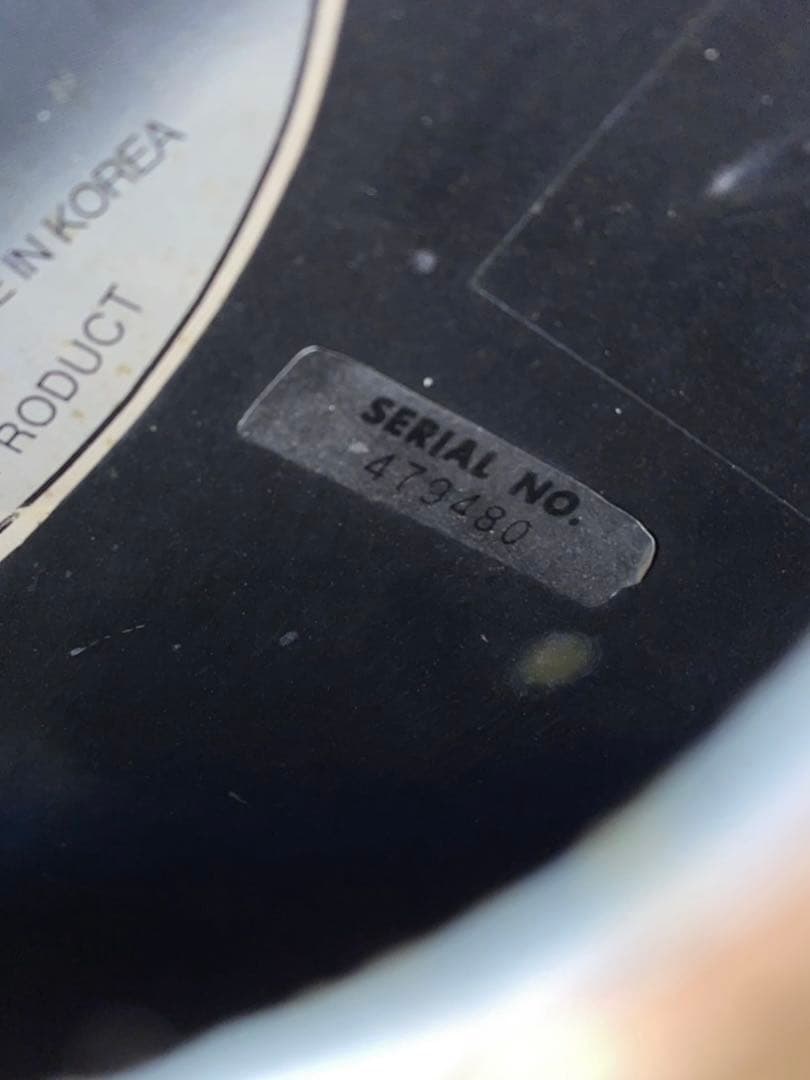 IN KOREA
RODUCT
SERIAL NO.
479480